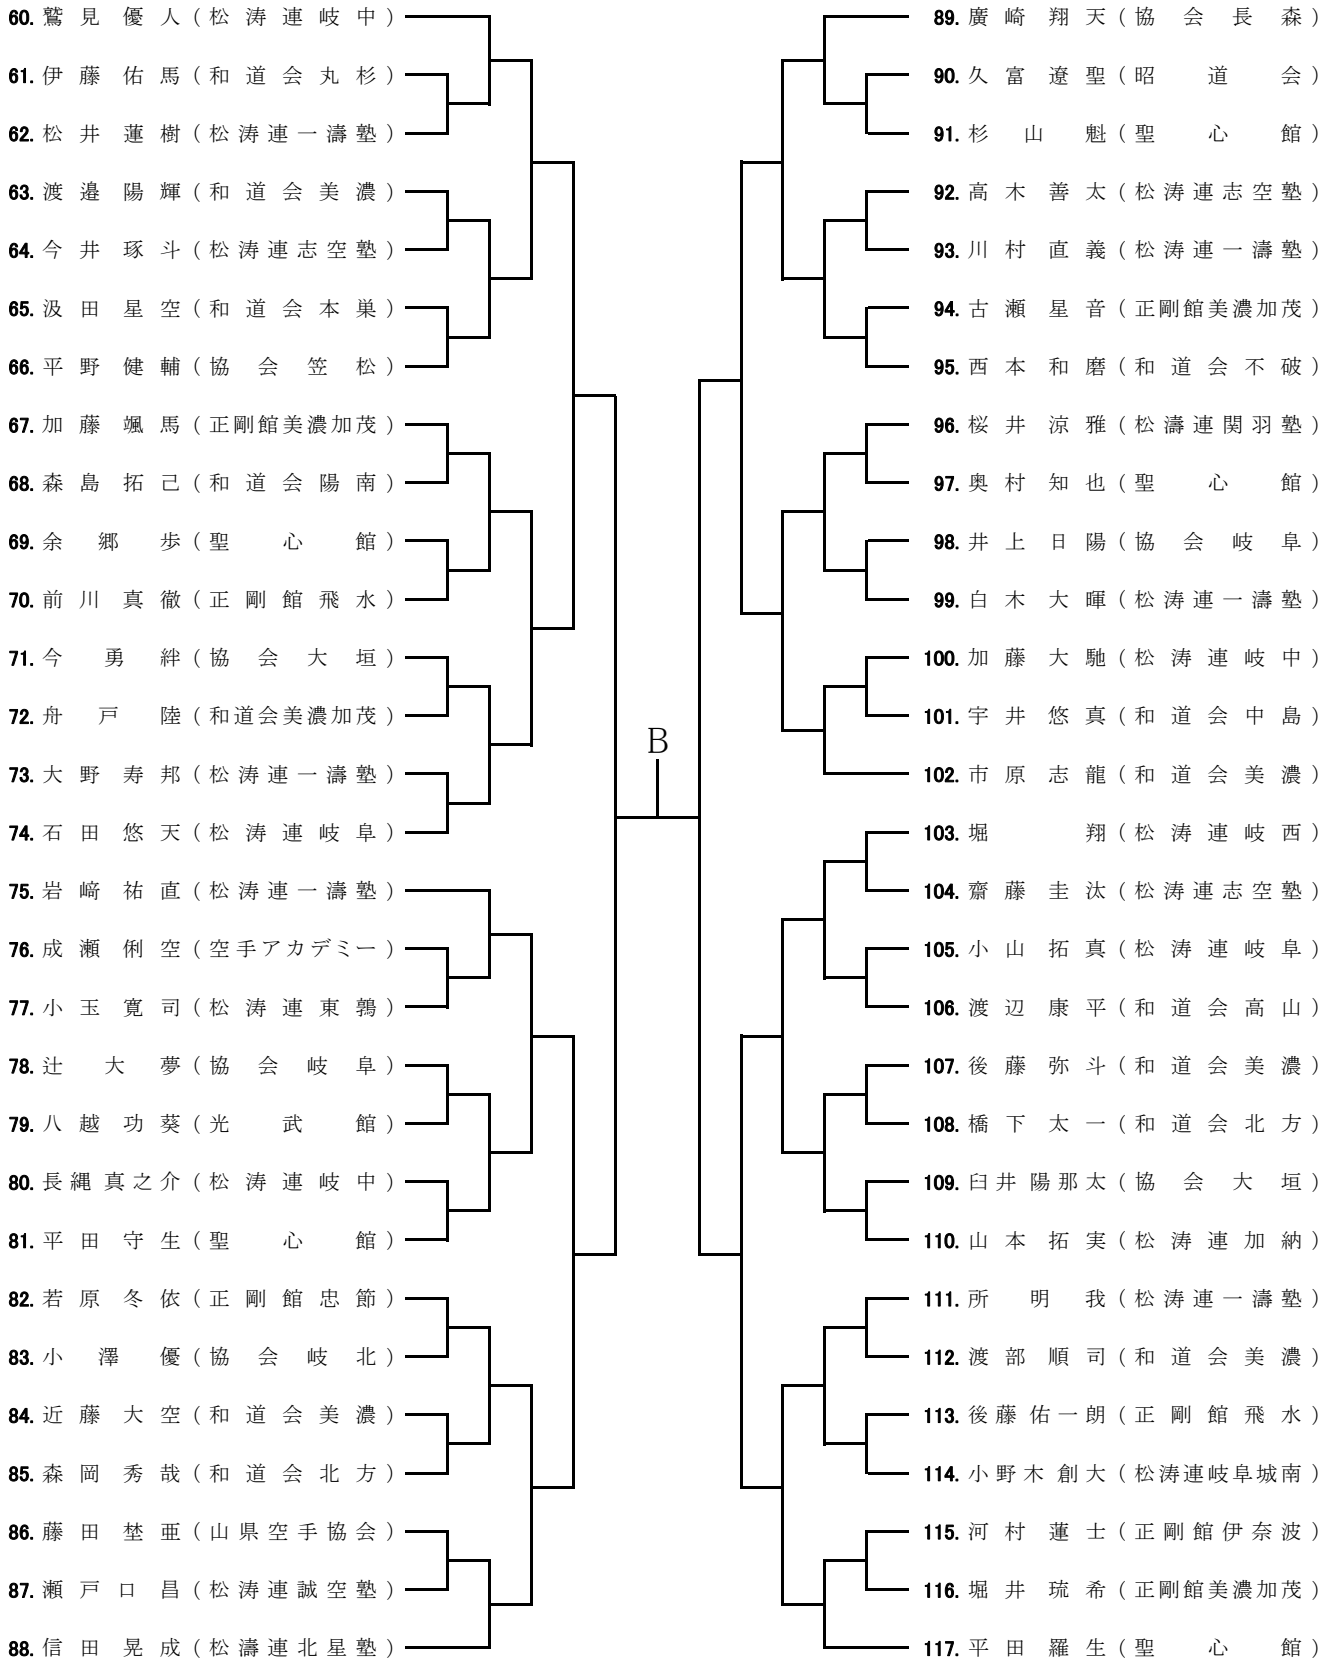 60. 鷲見優人(松涛連岐中)
61. 伊藤佑馬(和道会丸杉)
62. 松井蓮樹(松涛連一濤塾)
63. 渡邉陽輝(和道会美濃)
64. 今井琢斗(松涛連志空塾)
65. 汲田星空(和道会本巣)
66. 平野健輔(協会笠松)
67. 加藤颯馬(正剛館美濃加茂)
68. 森島拓己(和道会陽南)
69. 余郷歩(聖心館)
70. 前川真徹(正剛館飛水)
71. 今勇絆(協会大垣)
72. 舟戸陸(和道会美濃加茂)
73. 大野寿邦(松涛連一濤塾)
74. 石田悠天(松涛連岐阜)
75. 岩﨑祐直(松涛連一濤塾)
76. 成瀬俐空(空手アカデミー)
77. 小玉寛司(松涛連東鶉)
78. 辻大夢(協会岐阜)
79. 八越功葵(光武館)
80. 長縄真之介(松涛連岐中)
81. 平田守生(聖心館)
82. 若原冬依(正剛館忠節)
83. 小澤優(協会岐北)
84. 近藤大空(和道会美濃)
85. 森岡秀哉(和道会北方)
86. 藤田埜亜(山県空手協会)
87. 瀬戸口昌(松涛連誠空塾)
88. 信田晃成(松濤連北星塾)
B
89. 廣崎翔天(協会長森)
90. 久富遼聖(昭道会)
91. 杉山魁(聖心館)
92. 高木善太(松涛連志空塾)
93. 川村直義(松涛連一濤塾)
94. 古瀬星音(正剛館美濃加茂)
95. 西本和磨(和道会不破)
96. 桜井涼雅(松濤連関羽塾)
97. 奥村知也(聖心館)
98. 井上日陽(協会岐阜)
99. 白木大暉(松涛連一濤塾)
100. 加藤大馳(松涛連岐中)
101. 宇井悠真(和道会中島)
102. 市原志龍(和道会美濃)
103. 堀翔(松涛連岐西)
104. 齋藤圭汰(松涛連志空塾)
105. 小山拓真(松涛連岐阜)
106. 渡辺康平(和道会高山)
107. 後藤弥斗(和道会美濃)
108. 橋下太一(和道会北方)
109. 臼井陽那太(協会大垣)
110. 山本拓実(松涛連加納)
111. 所明我(松涛連一濤塾)
112. 渡部順司(和道会美濃)
113. 後藤佑一朗(正剛館飛水)
114. 小野木創大(松涛連岐阜城南)
115. 河村蓮士(正剛館伊奈波)
116. 堀井琉希(正剛館美濃加茂)
117. 平田羅生(聖心館)